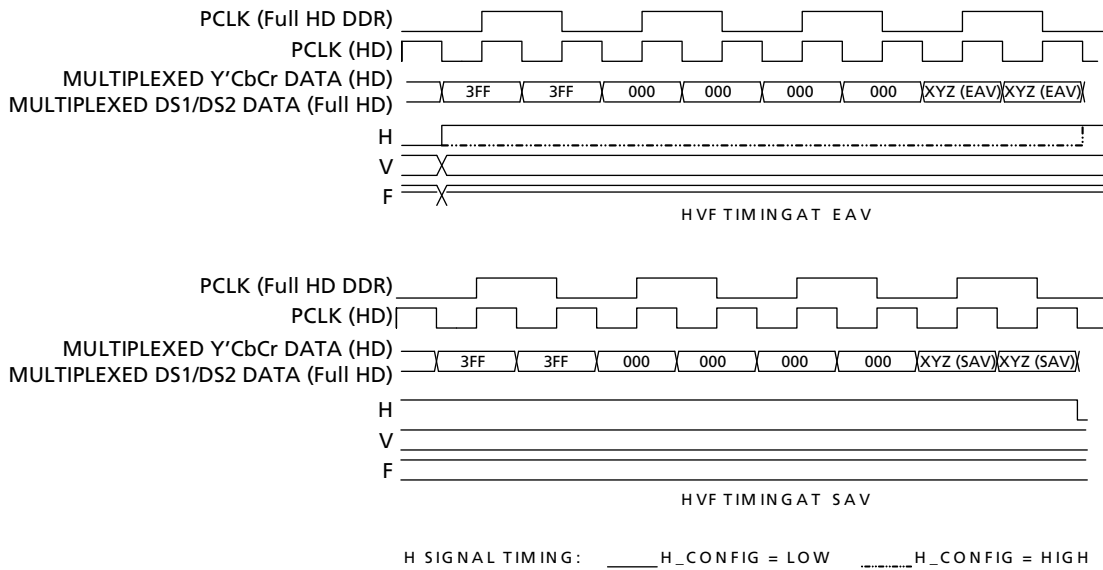 PCLK (Full HD DDR)
PCLK (HD)
MULTIPLEXED Y'CbCr DATA (HD)
MULTIPLEXED DS1/DS2 DATA (Full HD)
3FF 3FF 000 000 000 000 XYZ (EAV) XYZ (EAV)
H
V
F
HVF TIMINGAT EAV
PCLK (Full HD DDR)
PCLK (HD)
MULTIPLEXED Y'CbCr DATA (HD)
MULTIPLEXED DS1/DS2 DATA (Full HD)
3FF 3FF 000 000 000 000 XYZ (SAV) XYZ (SAV)
H
V
F
HVF TIMINGAT SAV
H SIGNAL TIMING: H_CONFIG = LOW H_CONFIG = HIGH